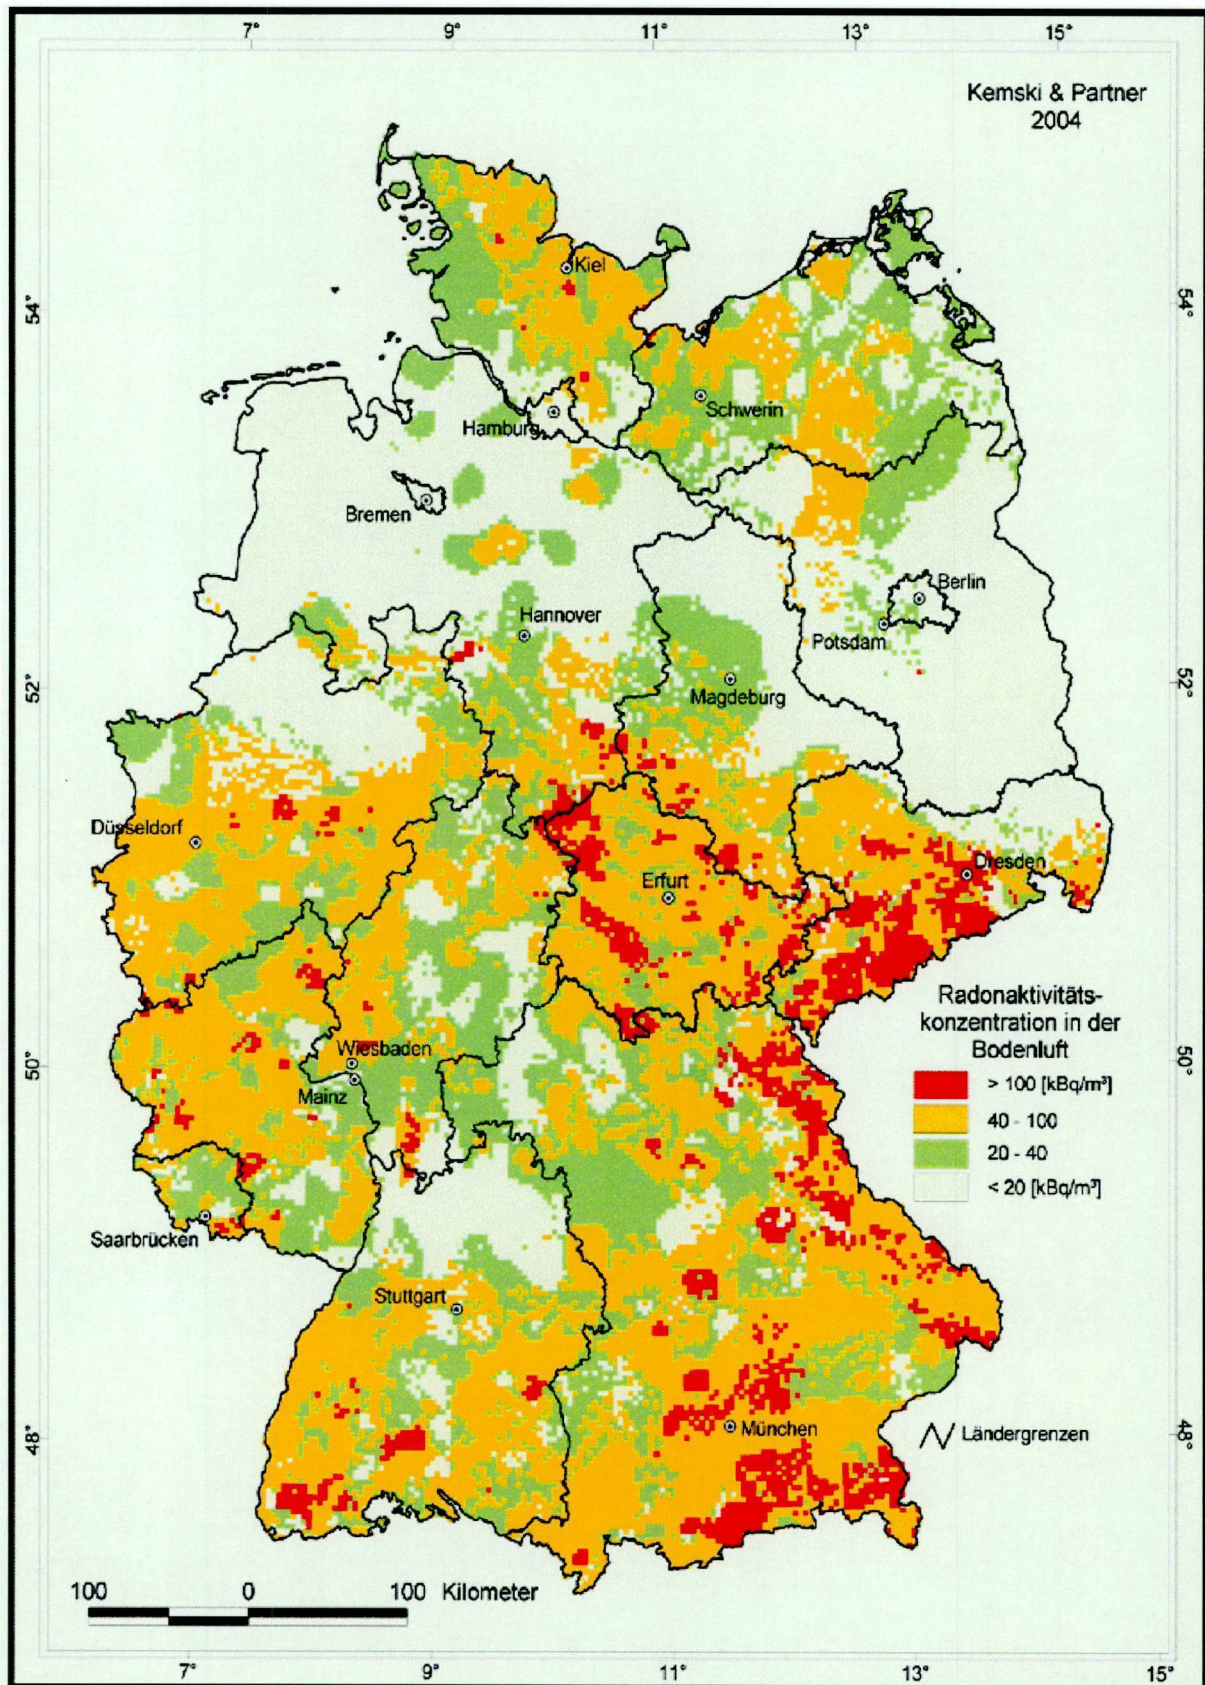 7° 9° 11° 13° 15°
Kemski & Partner
2004
54° 54°
Kiel
Schwerin
Hamburg
Bremen
Berlin
Hannover
Potsdam
52° 52°
Magdeburg
Düsseldorf
Dresden
Erfurt
Radonaktivitäts-
konzentration in der
Bodenluft
50° 50°
Wiesbaden
Mainz
> 100 [kBq/m³]
40 - 100
20 - 40
< 20 [kBq/m³]
Saarbrücken
Stuttgart
48° 48°
München
Ländergrenzen
100 0 100 Kilometer
7° 9° 11° 13° 15°